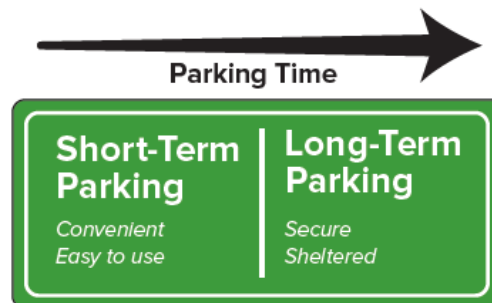 Parking Time
Short-Term
Parking
Convenient
Easy to use
Long-Term
Parking
Secure
Sheltered